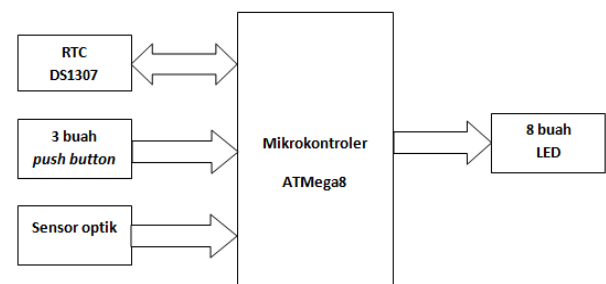 RTC
DS1307
3 buah
push button
Sensor optik
Mikrokontroler
ATMega8
8 buah
LED